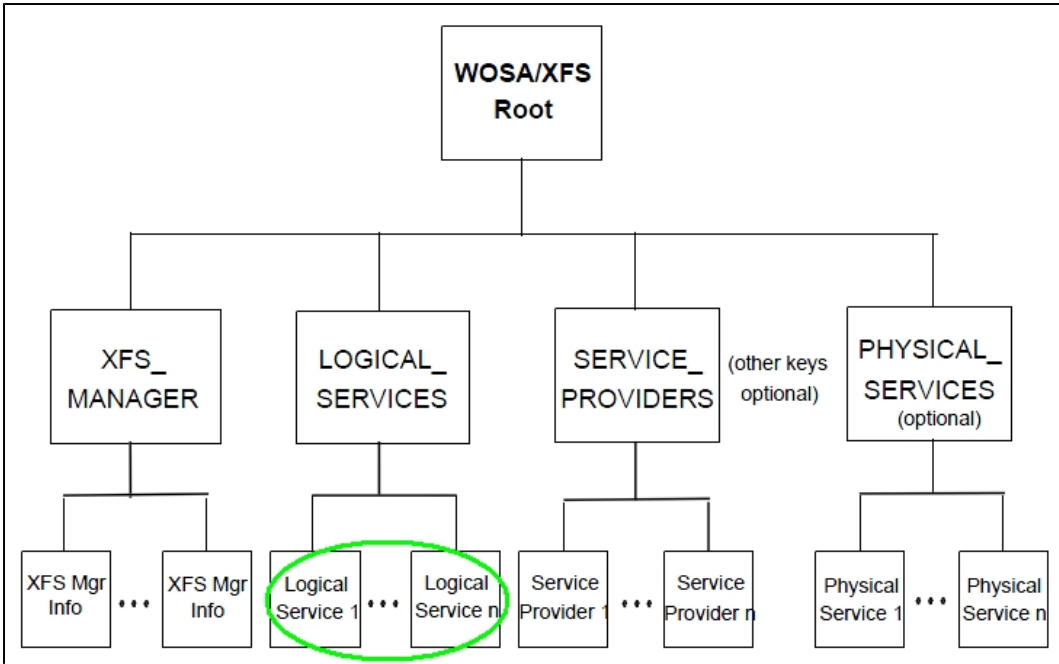 WOSA/XFS
Root
XFS_
MANAGER
LOGICAL_
SERVICES
SERVICE_
PROVIDERS
(other keys
optional)
PHYSICAL_
SERVICES
(optional)
XFS Mgr
Info
•••
XFS Mgr
Info
Logical
Service 1
•••
Logical
Service n
Service
Provider 1
•••
Service
Provider n
Physical
Service 1
•••
Physical
Service n